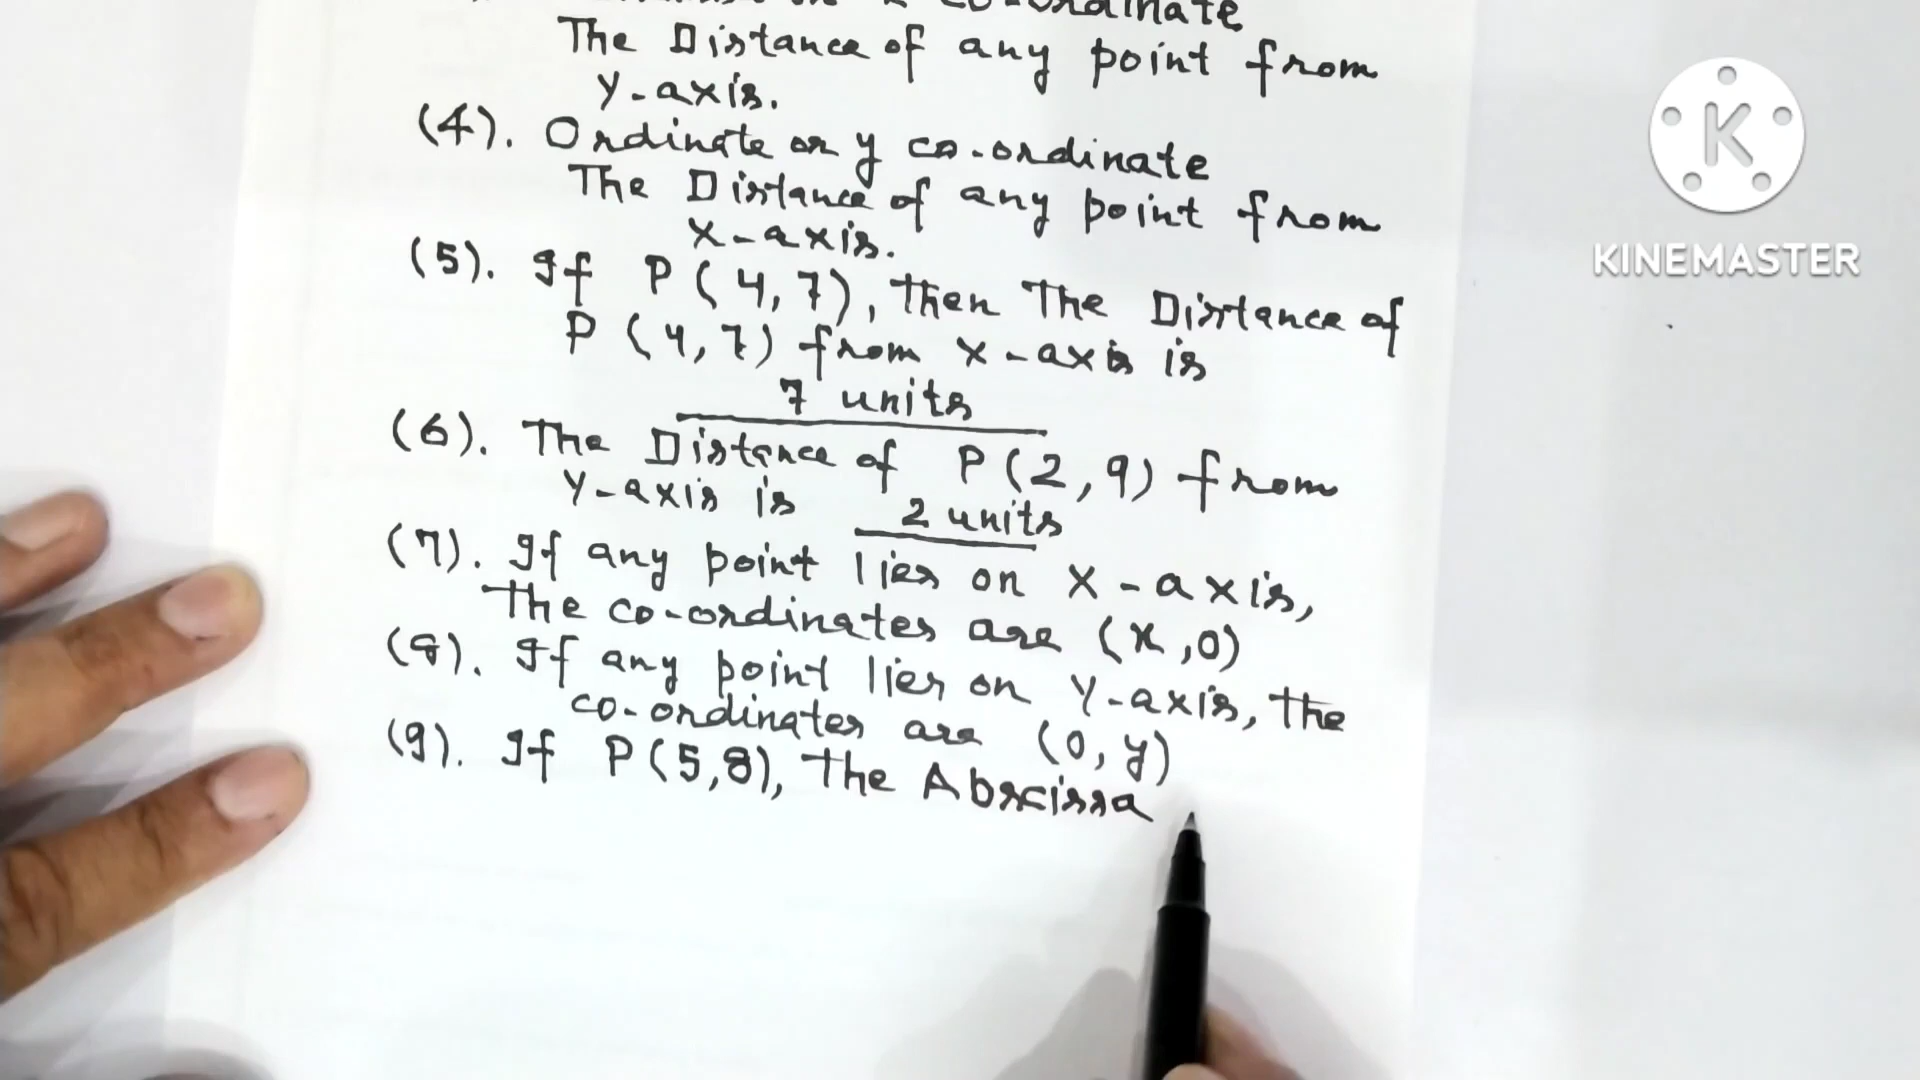 co-ordinate
The Distance of any point from
Y-axis.
(4). Ordinate or y co-ordinate
The Distance of any point from
X-axis.
(5). If P(4,7), then The Distance of
P (4,7) from x-axis is
7 units
(6). The Distance of P(2,9) from
Y-axis is 2 units
(7). If any point lies on X-axis,
The co-ordinates are (x,0)
(8). If any point lies on Y-axis, the
co-ordinates are (0,y)
(9). If P(5,8), The Abscissa
KINEMASTER